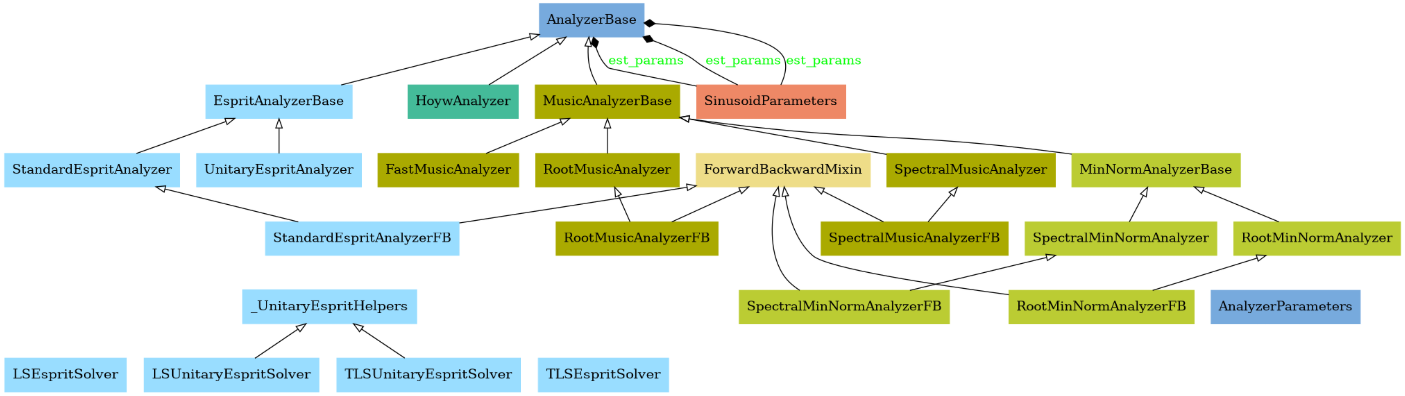 AnalyzerBase
est_params
est_params
est_params
EspritAnalyzerBase
HoywAnalyzer
MusicAnalyzerBase
SinusoidParameters
StandardEspritAnalyzer
UnitaryEspritAnalyzer
FastMusicAnalyzer
RootMusicAnalyzer
ForwardBackwardMixin
SpectralMusicAnalyzer
MinNormAnalyzerBase
StandardEspritAnalyzerFB
RootMusicAnalyzerFB
SpectralMusicAnalyzerFB
SpectralMinNormAnalyzer
RootMinNormAnalyzer
_UnitaryEspritHelpers
SpectralMinNormAnalyzerFB
RootMinNormAnalyzerFB
AnalyzerParameters
LSEspritSolver
LSUnitaryEspritSolver
TLSUnitaryEspritSolver
TLSEspritSolver